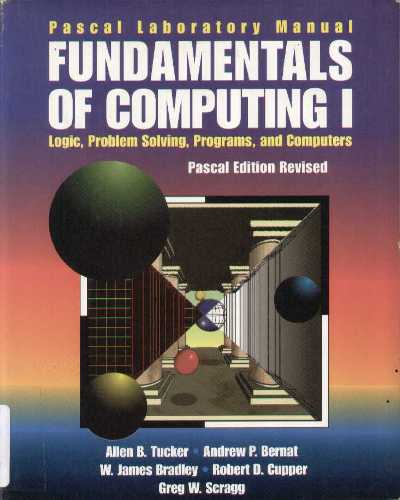 Pascal Laboratory Manual
FUNDAMENTALS
OF COMPUTING I
Logic, Problem Solving, Programs, and Computers
Pascal Edition Revised
Allen B. Tucker • Andrew P. Bernat
W. James Bradley • Robert D. Cupper
Greg W. Scragg